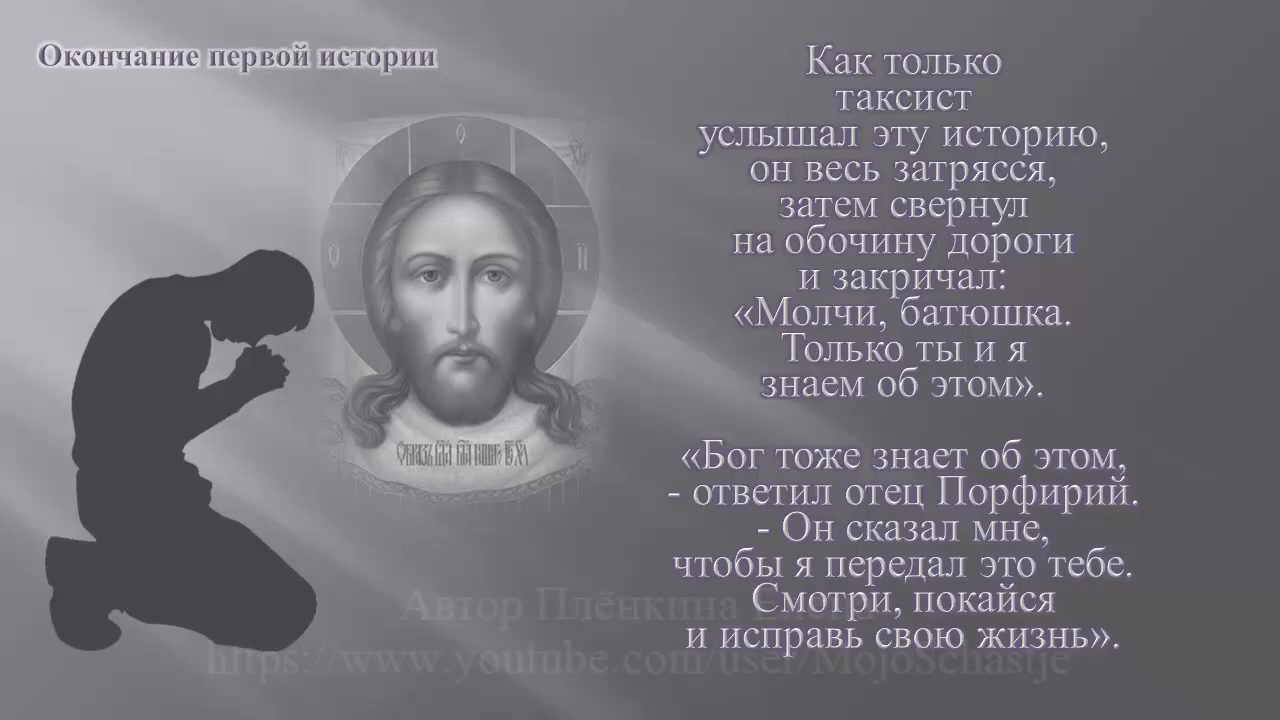 Окончание первой истории
Как только
таксист
услышал эту историю,
он весь затрясся,
затем свернул
на обочину дороги
и закричал:
«Молчи, батюшка.
Только ты и я
знаем об этом».
«Бог тоже знает об этом,
- ответил отец Порфирий.
- Он сказал мне,
чтобы я передал это тебе.
Смотри, покайся
и исправь свою жизнь».
Автор Плёнкина
https://www.youtube.com/user/MojoSchastje